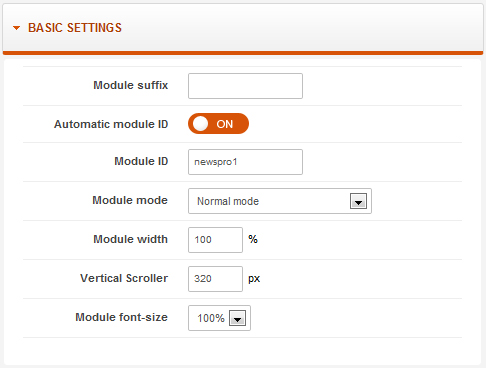 BASIC SETTINGS
Module suffix
Automatic module ID ON
Module ID newspro1
Module mode Normal mode
Module width 100 %
Vertical Scroller 320 px
Module font-size 100%